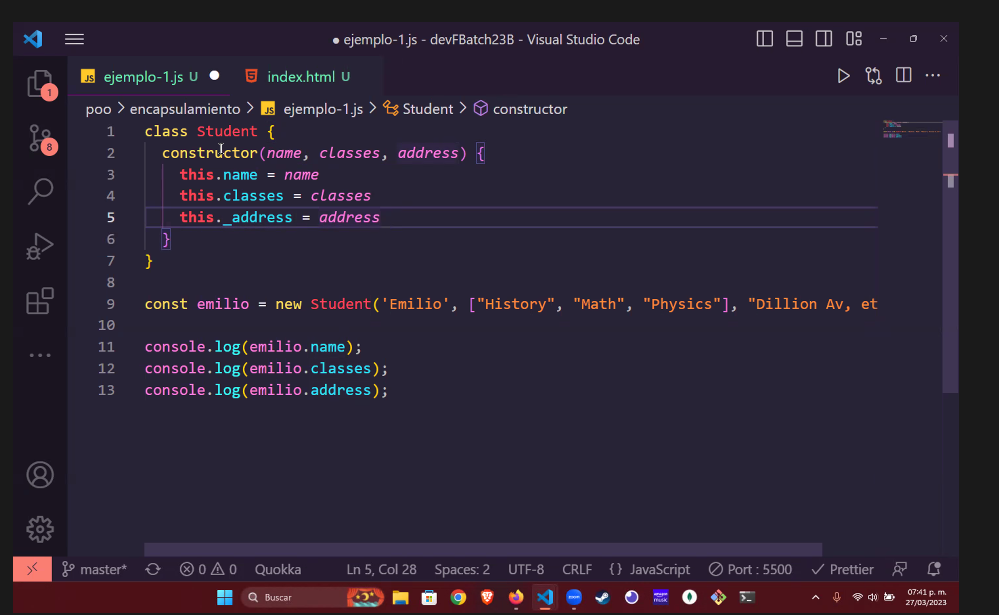 ● ejemplo-1.js - devFBatch23B - Visual Studio Code
JS ejemplo-1.js U ● index.html U
poo > encapsulamiento > JS ejemplo-1.js > Student > constructor
1 class Student {
2 constructor(name, classes, address) {
3 this.name = name
4 this.classes = classes
5 this._address = address
6 }
7 }
8
9 const emilio = new Student('Emilio', ["History", "Math", "Physics"], "Dillion Av, et
10
11 console.log(emilio.name);
12 console.log(emilio.classes);
13 console.log(emilio.address);
1
8
master* 0 0 Quokka Ln 5, Col 28 Spaces: 2 UTF-8 CRLF {} JavaScript Port : 5500 Prettier
Buscar
07:41 p. m.
27/03/2023